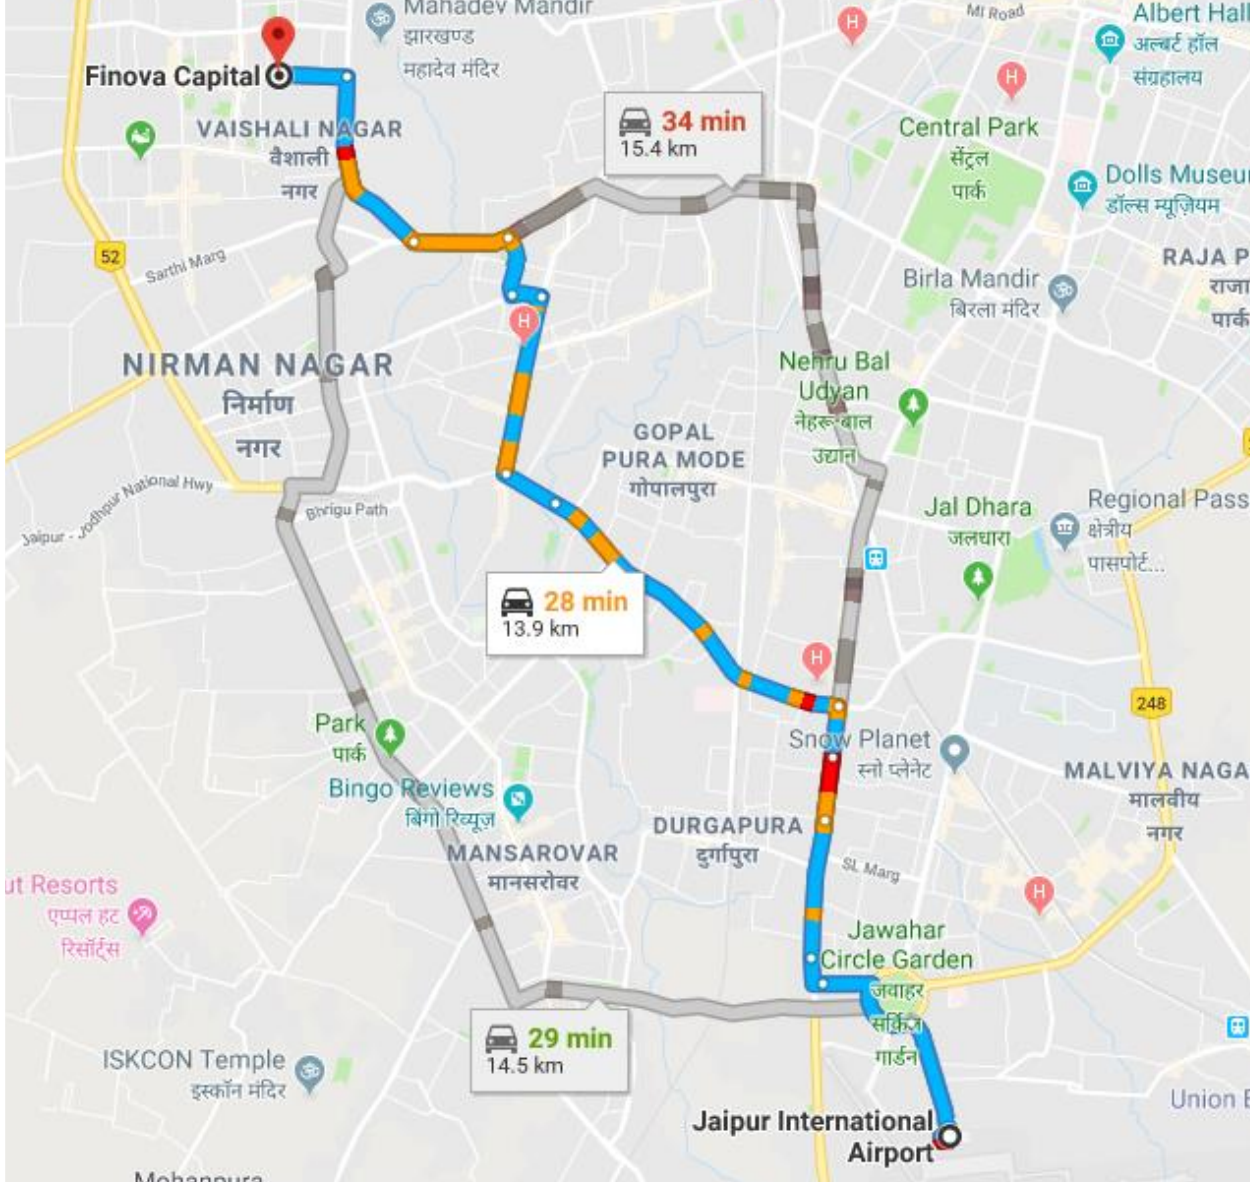 Mahadev Mandir
झारखण्ड
महादेव मंदिर
MI Road
Albert Hall
अल्बर्ट हॉल
संग्रहालय
H
H
Finova Capital
VAISHALI NAGAR
वैशाली
नगर
34 min
15.4 km
Central Park
सेंट्रल
पार्क
Dolls Museu
डॉल्स म्यूज़ियम
52
Sarthi Marg
RAJA P
राजा
पार्क
Birla Mandir
बिरला मंदिर
H
NIRMAN NAGAR
निर्माण
नगर
Nehru Bal
Udyan
नेहरू बाल
उद्यान
GOPAL
PURA MODE
गोपालपुरा
Jaipur - Jodhpur National Hwy
Bhrigu Path
Jal Dhara
जलधारा
Regional Pass
क्षेत्रीय
पासपोर्ट...
28 min
13.9 km
H
248
Park
पार्क
Snow Planet
स्नो प्लेनेट
Bingo Reviews
बिंगो रिव्यूज़
MALVIYA NAGA
मालवीय
नगर
DURGAPURA
दुर्गापुरा
MANSAROVAR
मानसरोवर
SL Marg
H
ut Resorts
एप्पल हट
रिसॉर्ट्स
Jawahar
Circle Garden
जवाहर
सर्किल
गार्डन
29 min
14.5 km
ISKCON Temple
इस्कॉन मंदिर
Union B
Jaipur International
Airport
Mohanpura